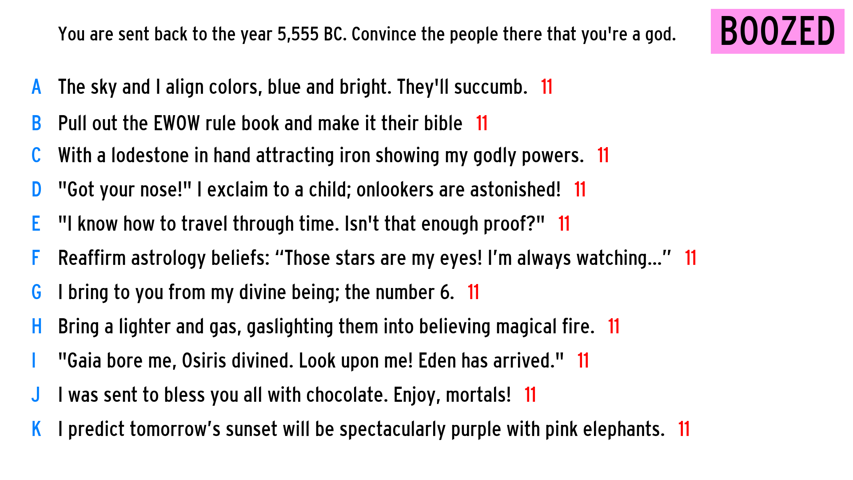 You are sent back to the year 5,555 BC. Convince the people there that you're a god.
BOOZED
A The sky and I align colors, blue and bright. They'll succumb. 11
B Pull out the EWOW rule book and make it their bible 11
C With a lodestone in hand attracting iron showing my godly powers. 11
D "Got your nose!" I exclaim to a child; onlookers are astonished! 11
E "I know how to travel through time. Isn't that enough proof?" 11
F Reaffirm astrology beliefs: “Those stars are my eyes! I’m always watching...” 11
G I bring to you from my divine being; the number 6. 11
H Bring a lighter and gas, gaslighting them into believing magical fire. 11
I "Gaia bore me, Osiris divined. Look upon me! Eden has arrived." 11
J I was sent to bless you all with chocolate. Enjoy, mortals! 11
K I predict tomorrow’s sunset will be spectacularly purple with pink elephants. 11